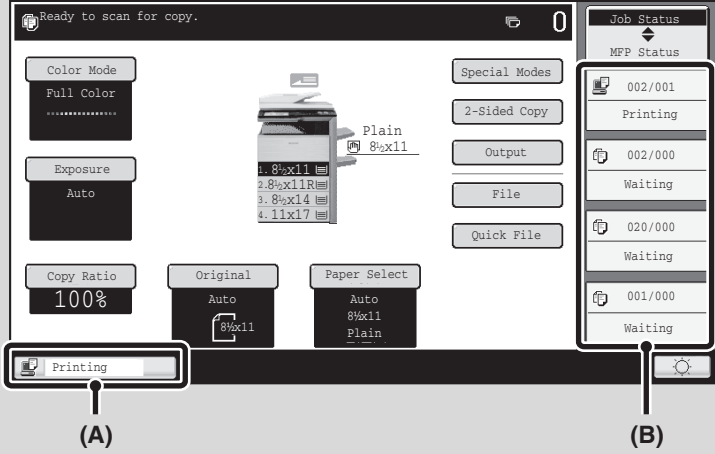 Ready to scan for copy.
0
Job Status
MFP Status
Color Mode
Full Color
Exposure
Auto
Copy Ratio
100%
Original
Auto
8½x11
Paper Select
Auto
8½x11
Plain
Plain
8½x11
1. 8½x11
2. 8½x11R
3. 8½x14
4. 11x17
Special Modes
2-Sided Copy
Output
File
Quick File
002/001
Printing
002/000
Waiting
020/000
Waiting
001/000
Waiting
Printing
(A)
(B)